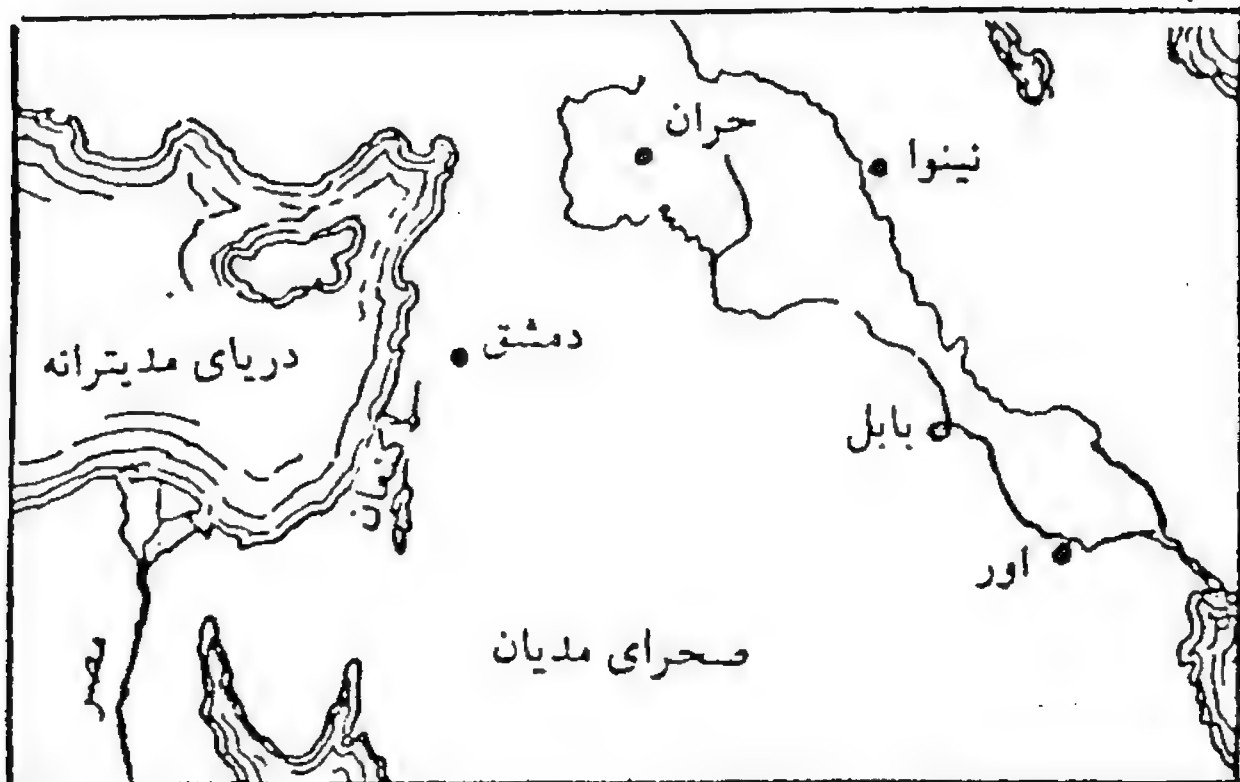 حران
نینوا
دمشق
دریای مدیترانه
بابل
کنعان
اور
صحرای مدیان
مصر